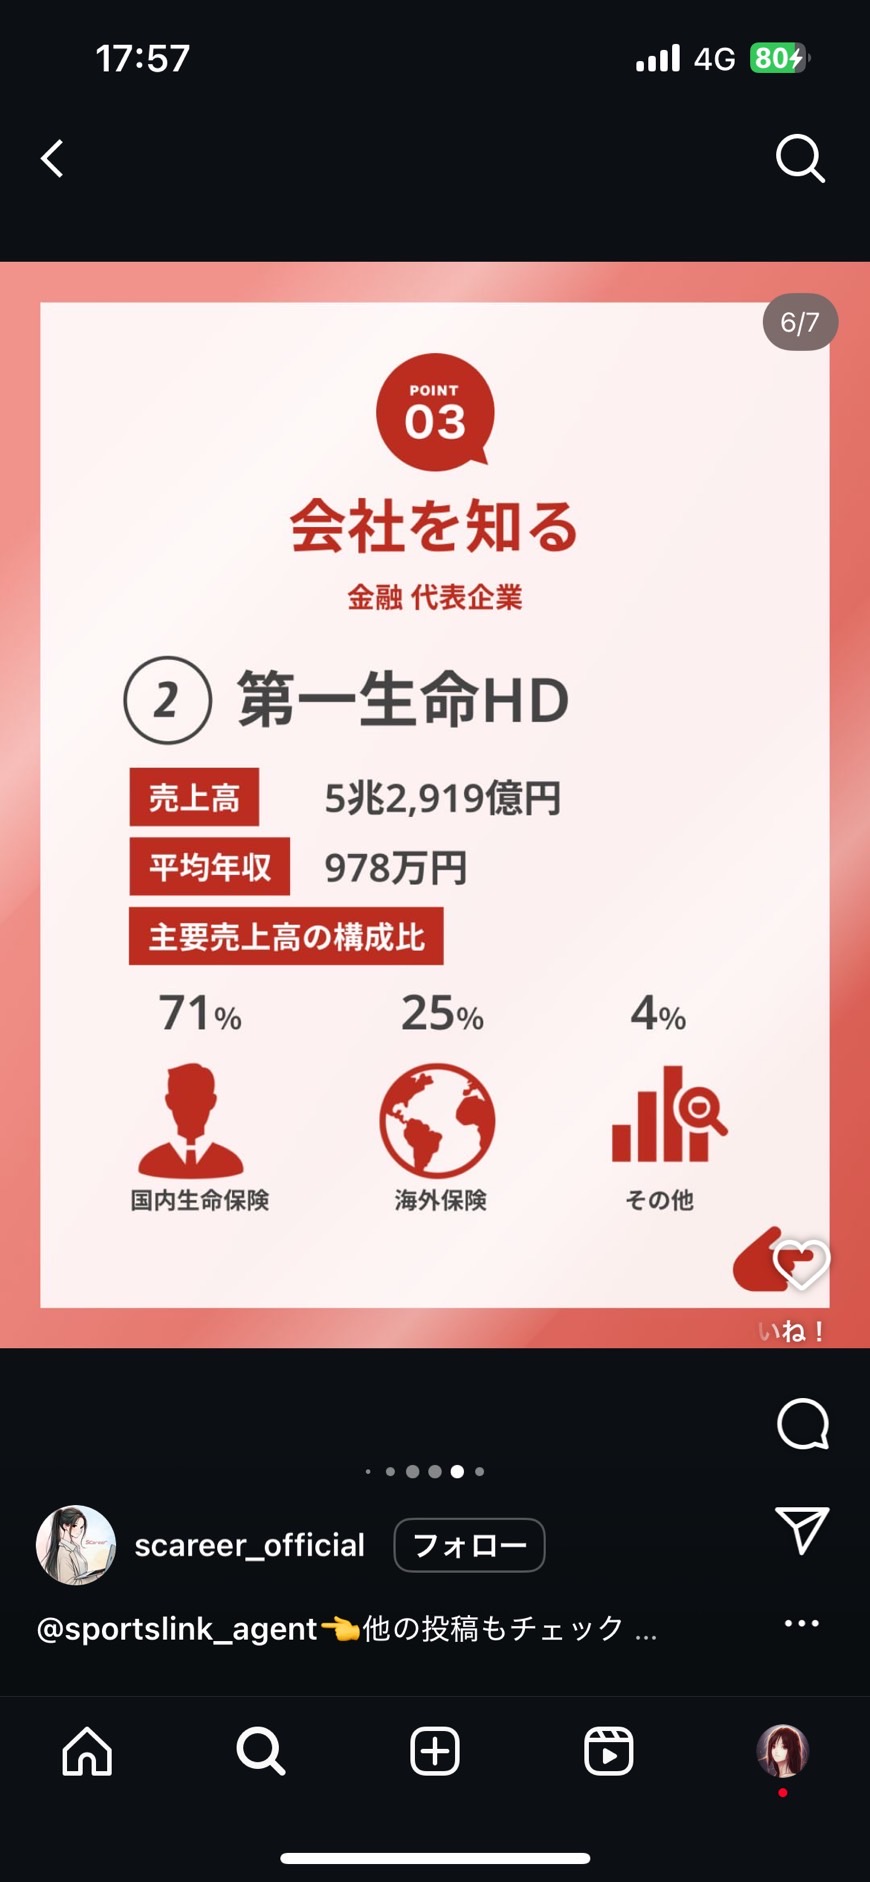 17:57
4G 80
6/7
POINT
03
会社を知る
金融 代表企業
2 第一生命HD
売上高 5兆2,919億円
平均年収 978万円
主要売上高の構成比
71% 25% 4%
国内生命保険 海外保険 その他
いね！
scareer_official フォロー
@sportslink_agent👈他の投稿もチェック ...